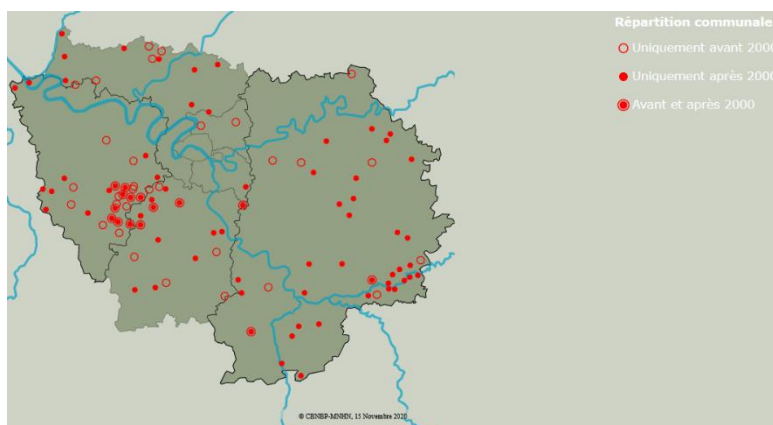 Répartition communale
Uniquement avant 2000
Uniquement après 2000
Avant et après 2000
© CBNBP-MNHN, 15 Novembre 2020